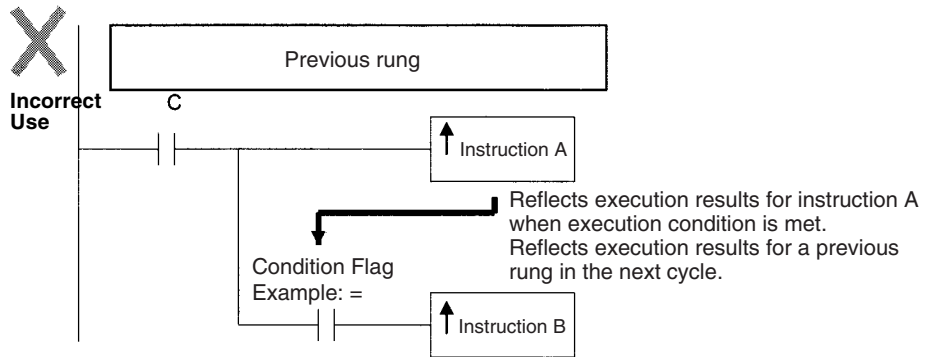 Previous rung
Incorrect
Use
C
↑ Instruction A
Reflects execution results for instruction A
when execution condition is met.
Reflects execution results for a previous
rung in the next cycle.
Condition Flag
Example: =
↑ Instruction B